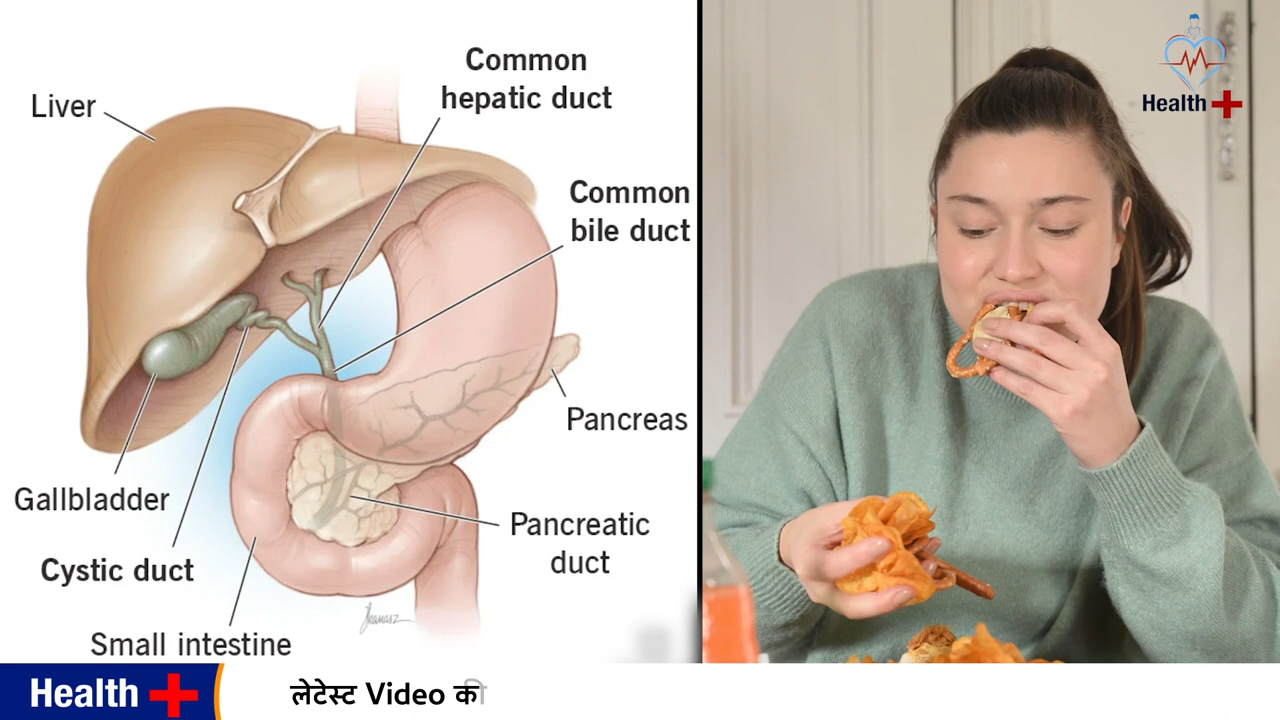 Common
hepatic duct
Liver
Common
bile duct
Pancreas
Gallbladder
Pancreatic
duct
Cystic duct
Small intestine
Health
Health
लेटेस्ट Video की